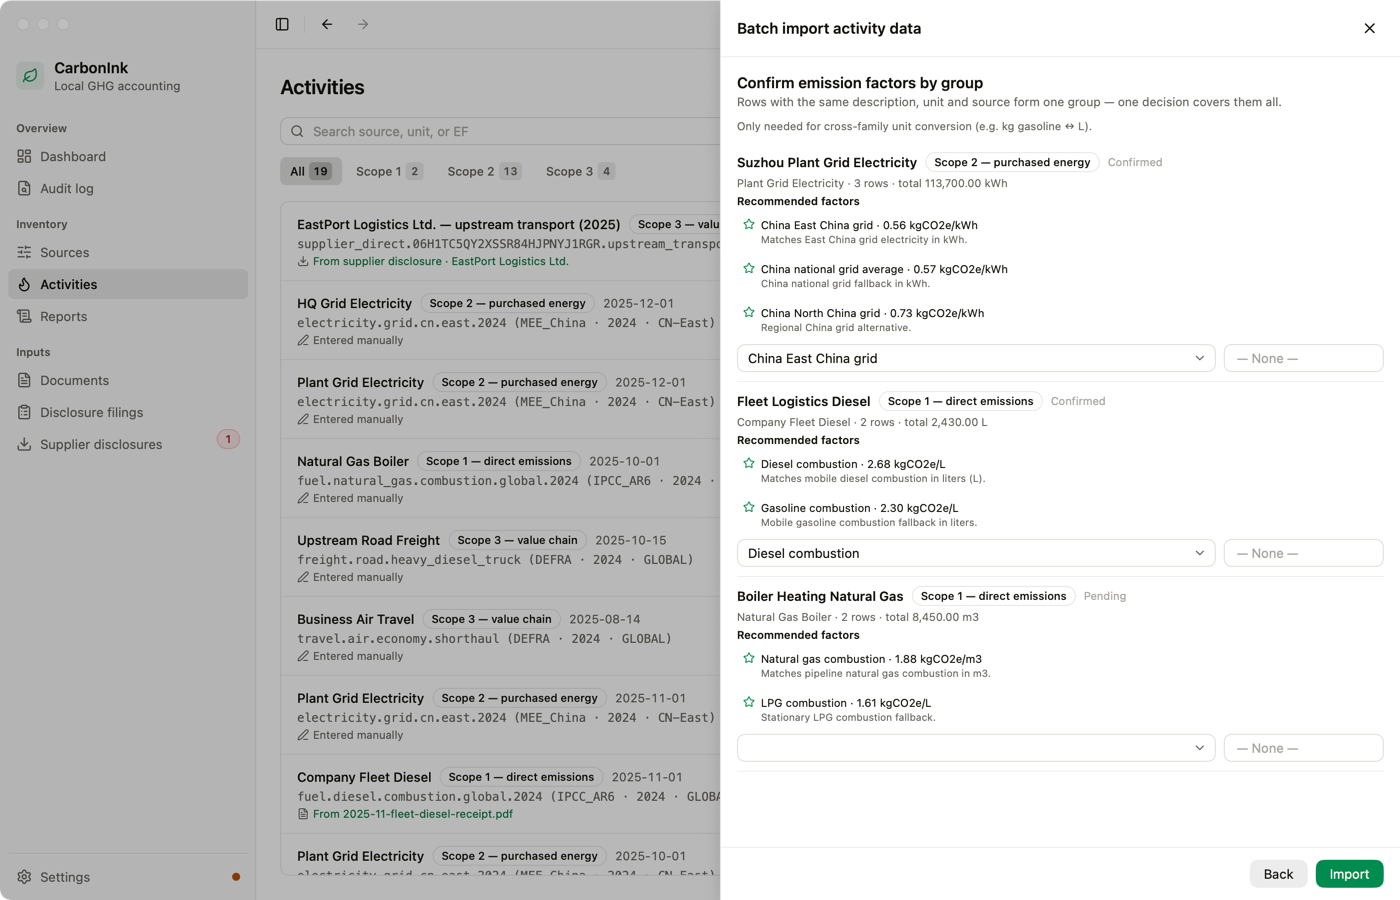 CarbonInk
Local GHG accounting
Overview
Dashboard
Audit log
Inventory
Sources
Activities
Reports
Inputs
Documents
Disclosure filings
Supplier disclosures 1
Settings
Activities
Search source, unit, or EF
All 19 Scope 1 2 Scope 2 13 Scope 3 4
EastPort Logistics Ltd. — upstream transport (2025) Scope 3 — valu
supplier_direct.06H1TC5QY2XSSR84HJPNYJ1RGR.upstream_transpo
From supplier disclosure · EastPort Logistics Ltd.
HQ Grid Electricity Scope 2 — purchased energy 2025-12-01
electricity.grid.cn.east.2024 (MEE_China · 2024 · CN-East)
Entered manually
Plant Grid Electricity Scope 2 — purchased energy 2025-12-01
electricity.grid.cn.east.2024 (MEE_China · 2024 · CN-East)
Entered manually
Natural Gas Boiler Scope 1 — direct emissions 2025-10-01
fuel.natural_gas.combustion.global.2024 (IPCC_AR6 · 2024 ·
Entered manually
Upstream Road Freight Scope 3 — value chain 2025-10-15
freight.road.heavy_diesel_truck (DEFRA · 2024 · GLOBAL)
Entered manually
Business Air Travel Scope 3 — value chain 2025-08-14
travel.air.economy.shorthaul (DEFRA · 2024 · GLOBAL)
Entered manually
Plant Grid Electricity Scope 2 — purchased energy 2025-11-01
electricity.grid.cn.east.2024 (MEE_China · 2024 · CN-East)
Entered manually
Company Fleet Diesel Scope 1 — direct emissions 2025-11-01
fuel.diesel.combustion.global.2024 (IPCC_AR6 · 2024 · GLOBA
From 2025-11-fleet-diesel-receipt.pdf
Plant Grid Electricity Scope 2 — purchased energy 2025-10-01
electricity.grid.cn.east.2024 (MEE_China · 2024 · CN-East)
Batch import activity data
Confirm emission factors by group
Rows with the same description, unit and source form one group — one decision covers them all.
Only needed for cross-family unit conversion (e.g. kg gasoline ↔ L).
Suzhou Plant Grid Electricity Scope 2 — purchased energy Confirmed
Plant Grid Electricity · 3 rows · total 113,700.00 kWh
Recommended factors
China East China grid · 0.56 kgCO2e/kWh
Matches East China grid electricity in kWh.
China national grid average · 0.57 kgCO2e/kWh
China national grid fallback in kWh.
China North China grid · 0.73 kgCO2e/kWh
Regional China grid alternative.
China East China grid — None —
Fleet Logistics Diesel Scope 1 — direct emissions Confirmed
Company Fleet Diesel · 2 rows · total 2,430.00 L
Recommended factors
Diesel combustion · 2.68 kgCO2e/L
Matches mobile diesel combustion in liters (L).
Gasoline combustion · 2.30 kgCO2e/L
Mobile gasoline combustion fallback in liters.
Diesel combustion — None —
Boiler Heating Natural Gas Scope 1 — direct emissions Pending
Natural Gas Boiler · 2 rows · total 8,450.00 m3
Recommended factors
Natural gas combustion · 1.88 kgCO2e/m3
Matches pipeline natural gas combustion in m3.
LPG combustion · 1.61 kgCO2e/L
Stationary LPG combustion fallback.
— None —
Back Import